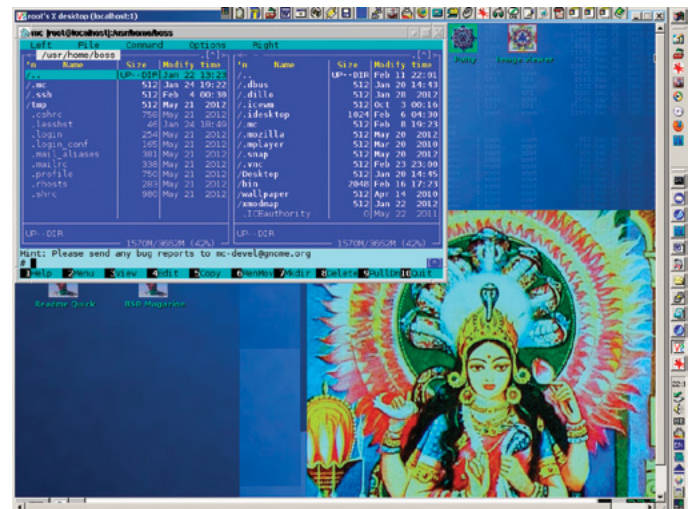 root's X desktop (localhost:1)
mc [root@localhost]:/usr/home/boss
Left File Command Options Right
/usr/home/boss
'n Name Size Modify time 'n Name Size Modify time
/.. UP--DIR Jan 22 13:23 /.. UP--DIR Feb 11 22:01
/.mc 512 Jan 24 19:22 /.dbus 512 Jan 20 14:43
/.ssh 512 Feb 4 00:38 /.dillo 512 Jan 28 2012
/tmp 512 May 21 2012 /.icewm 512 Oct 3 00:16
.cshrc 758 May 21 2012 /.idesktop 1024 Feb 6 04:30
.lesshst 46 Jan 24 18:49 /.mc 512 Feb 8 19:23
.login 254 May 21 2012 /.mozilla 512 May 20 2012
.login_conf 165 May 21 2012 /.mplayer 512 Mar 20 2012
.mail_aliases 381 May 21 2012 /.snap 512 May 20 2012
.mailrc 338 May 21 2012 /.vnc 512 Feb 23 23:00
.profile 750 May 21 2012 /Desktop 512 Jan 20 14:45
.rhosts 283 May 21 2012 /bin 2048 Feb 16 17:23
.shrc 980 May 21 2012 /wallpaper 512 Apr 14 2010
/xmodmap 512 Jan 22 2012
.ICEauthority 0 May 22 2011
UP--DIR UP--DIR
1570M/3652M (42%) 1570M/3652M (42%)
Hint: Please send any bug reports to mc-devel@gnome.org
#
1Help 2Menu 3View 4Edit 5Copy 6RenMov 7Mkdir 8Delete 9PullDn 10Quit
Putty Image viewer
Readme Quick BSD Magazine